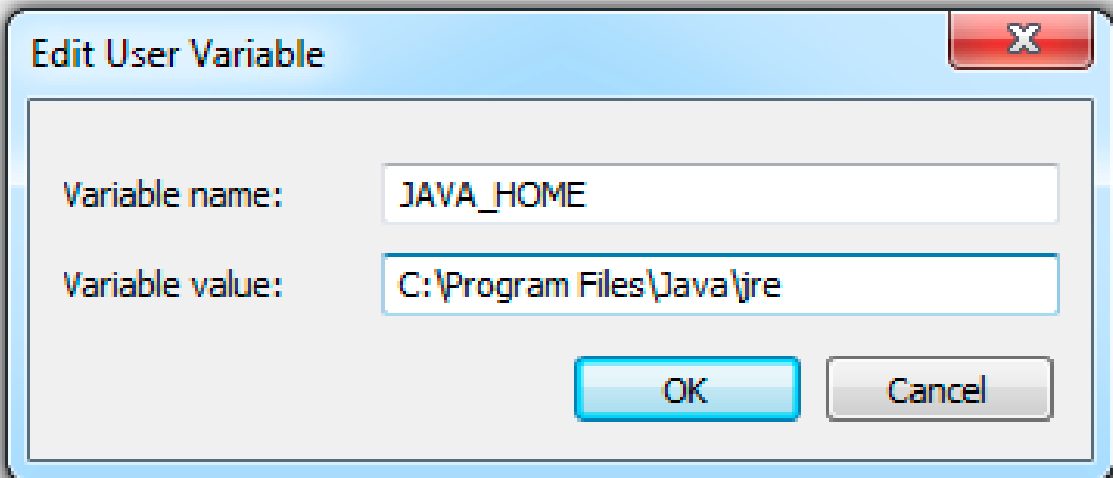 Edit User Variable
Variable name: JAVA_HOME
Variable value: C:\Program Files\Java\jre
OK Cancel